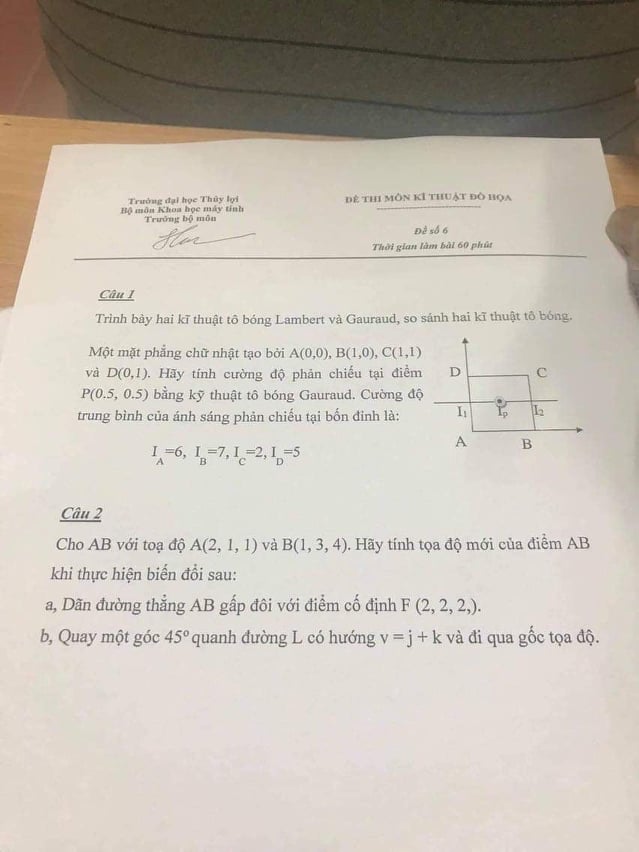 Trường đại học Thủy lợi
Bộ môn Khoa học máy tính
Trưởng bộ môn
ĐỀ THI MÔN KĨ THUẬT ĐỒ HỌA
Đề số 6
Thời gian làm bài 60 phút
Câu 1
Trình bày hai kĩ thuật tô bóng Lambert và Gauraud, so sánh hai kĩ thuật tô bóng.
Một mặt phẳng chữ nhật tạo bởi A(0,0), B(1,0), C(1,1)
và D(0,1). Hãy tính cường độ phản chiếu tại điểm
P(0.5, 0.5) bằng kỹ thuật tô bóng Gauraud. Cường độ
trung bình của ánh sáng phản chiếu tại bốn đỉnh là:
I_A=6, I_B=7, I_C=2, I_D=5
D C
I₁ Iₚ I₂
A B
Câu 2
Cho AB với toạ độ A(2, 1, 1) và B(1, 3, 4). Hãy tính tọa độ mới của điểm AB
khi thực hiện biến đổi sau:
a, Dãn đường thẳng AB gấp đôi với điểm cố định F (2, 2, 2,).
b, Quay một góc 45º quanh đường L có hướng v = j + k và đi qua gốc tọa độ.